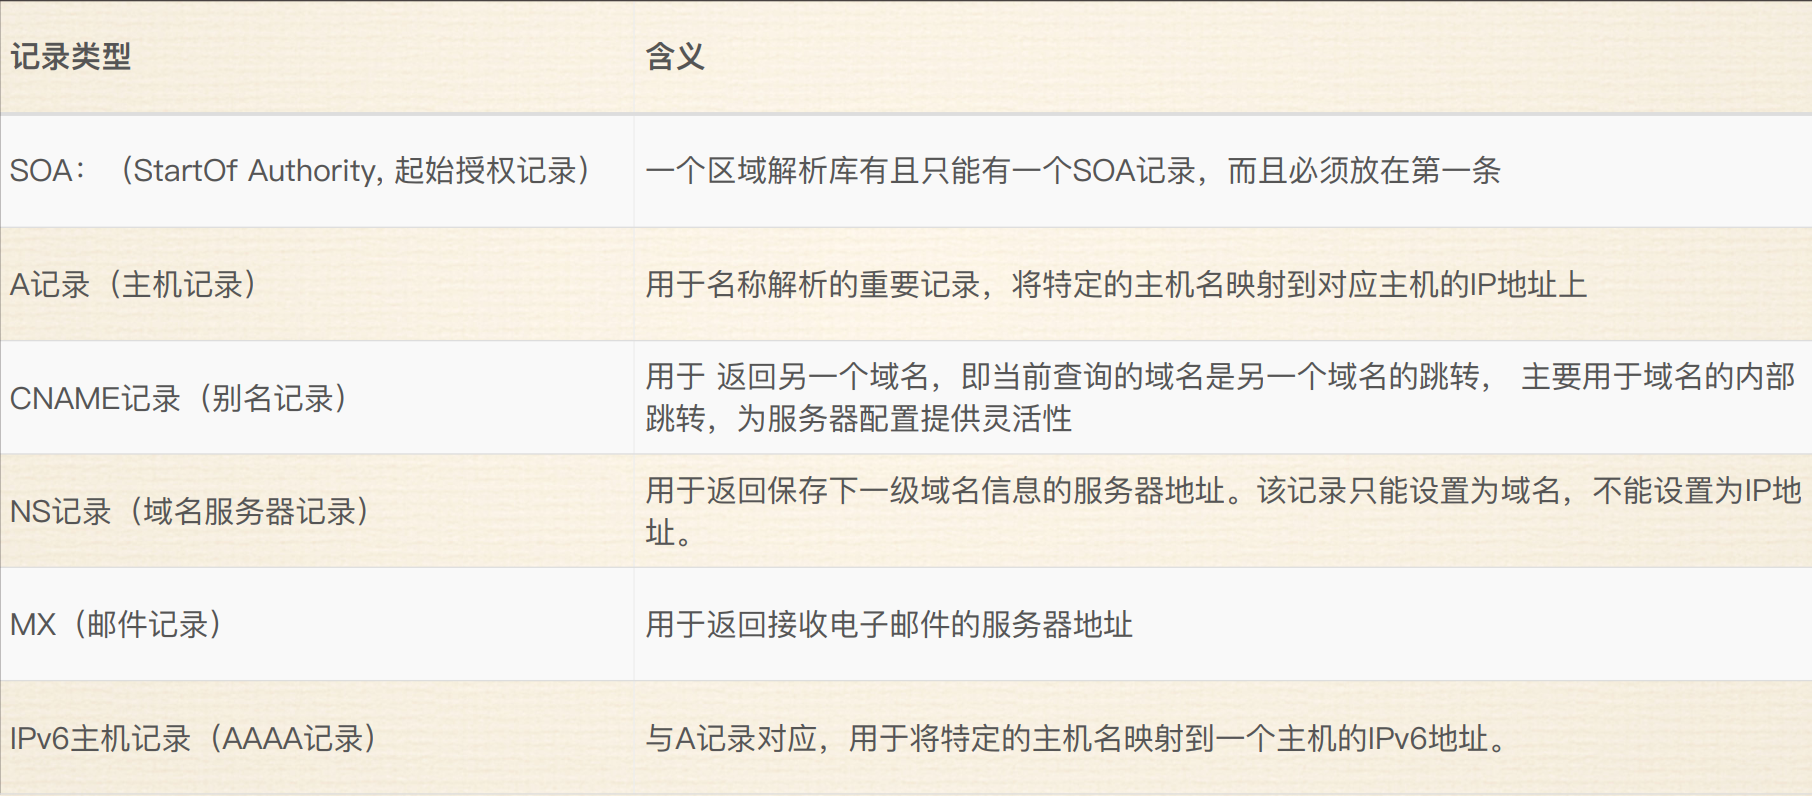 记录类型
含义
SOA：（StartOf Authority, 起始授权记录）
一个区域解析库有且只能有一个SOA记录，而且必须放在第一条
A记录（主机记录）
用于名称解析的重要记录，将特定的主机名映射到对应主机的IP地址上
CNAME记录（别名记录）
用于 返回另一个域名，即当前查询的域名是另一个域名的跳转， 主要用于域名的内部
跳转，为服务器配置提供灵活性
NS记录（域名服务器记录）
用于返回保存下一级域名信息的服务器地址。该记录只能设置为域名，不能设置为IP地
址。
MX（邮件记录）
用于返回接收电子邮件的服务器地址
IPv6主机记录（AAAA记录）
与A记录对应，用于将特定的主机名映射到一个主机的IPv6地址。